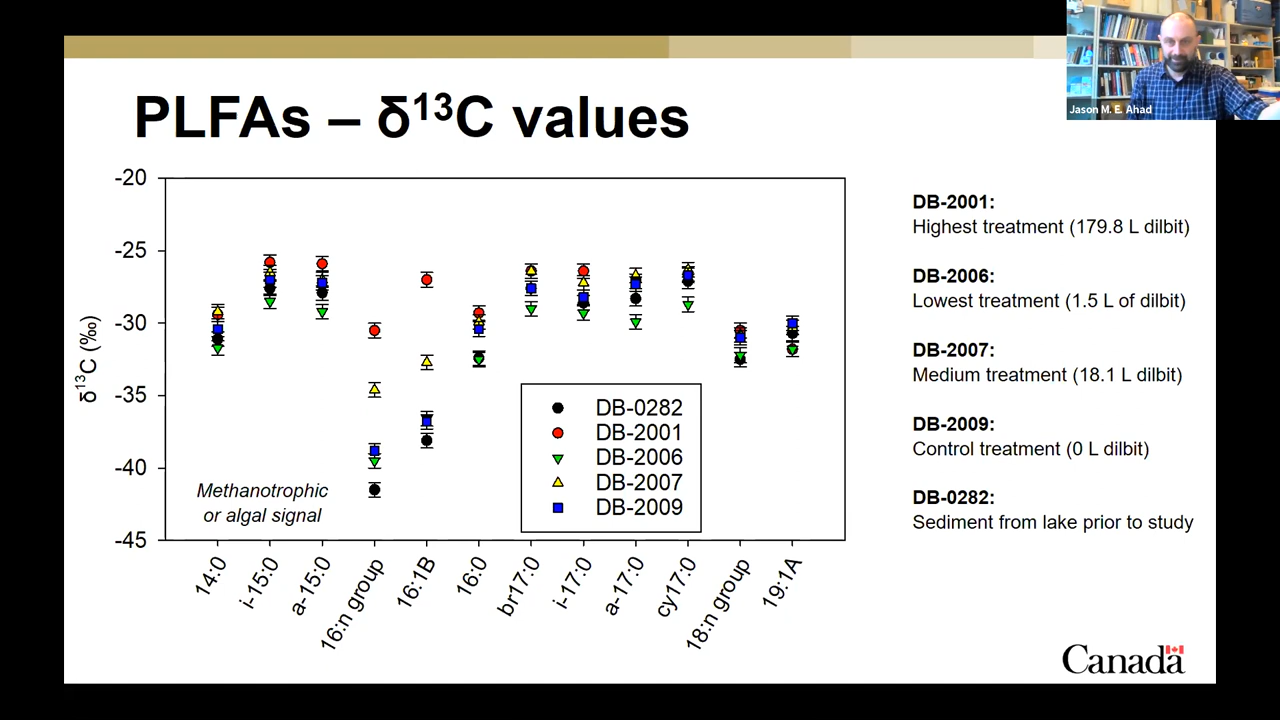 Jason M. E. Ahad
PLFAs – δ¹³C values
-20
-25
-30
-35
-40
-45
δ¹³C (‰)
Methanotrophic
or algal signal
DB-0282
DB-2001
DB-2006
DB-2007
DB-2009
14:0
i-15:0
a-15:0
16:n group
16:1B
16:0
br17:0
i-17:0
a-17:0
cy17:0
18:n group
19:1A
DB-2001:
Highest treatment (179.8 L dilbit)
DB-2006:
Lowest treatment (1.5 L of dilbit)
DB-2007:
Medium treatment (18.1 L dilbit)
DB-2009:
Control treatment (0 L dilbit)
DB-0282:
Sediment from lake prior to study
Canada